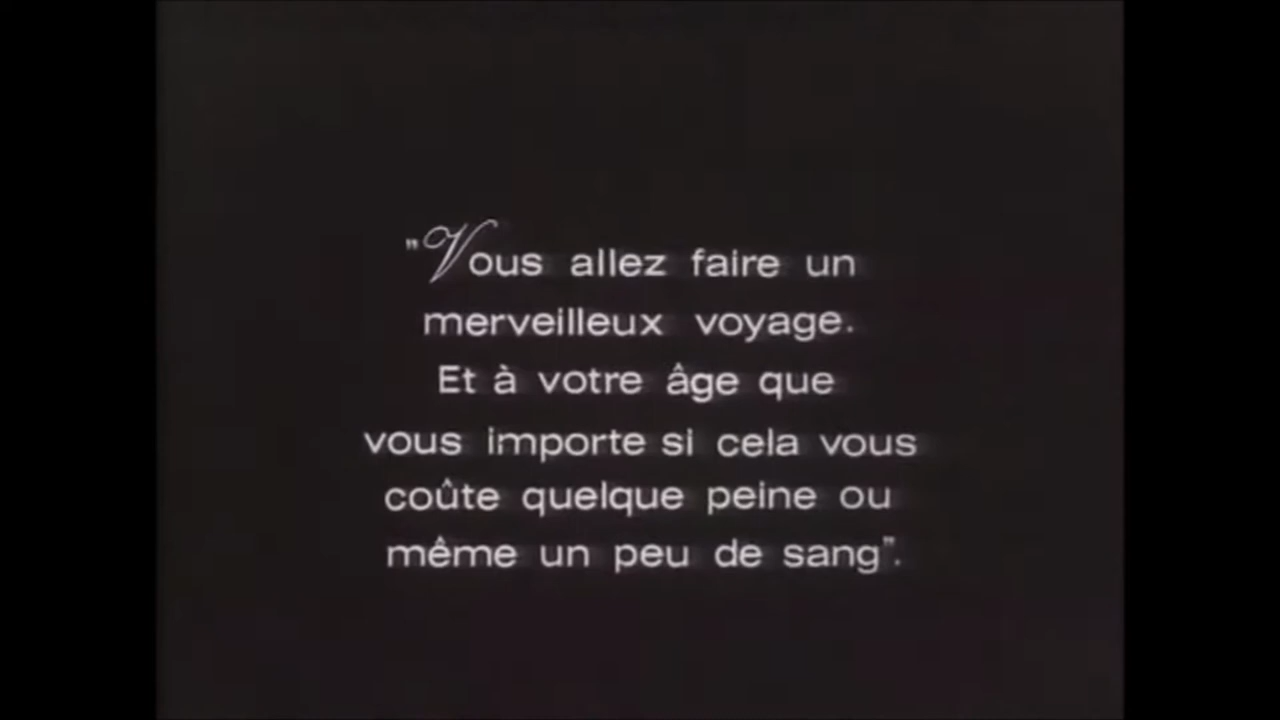 "Vous allez faire un
merveilleux voyage.
Et à votre âge que
vous importe si cela vous
coûte quelque peine ou
même un peu de sang".